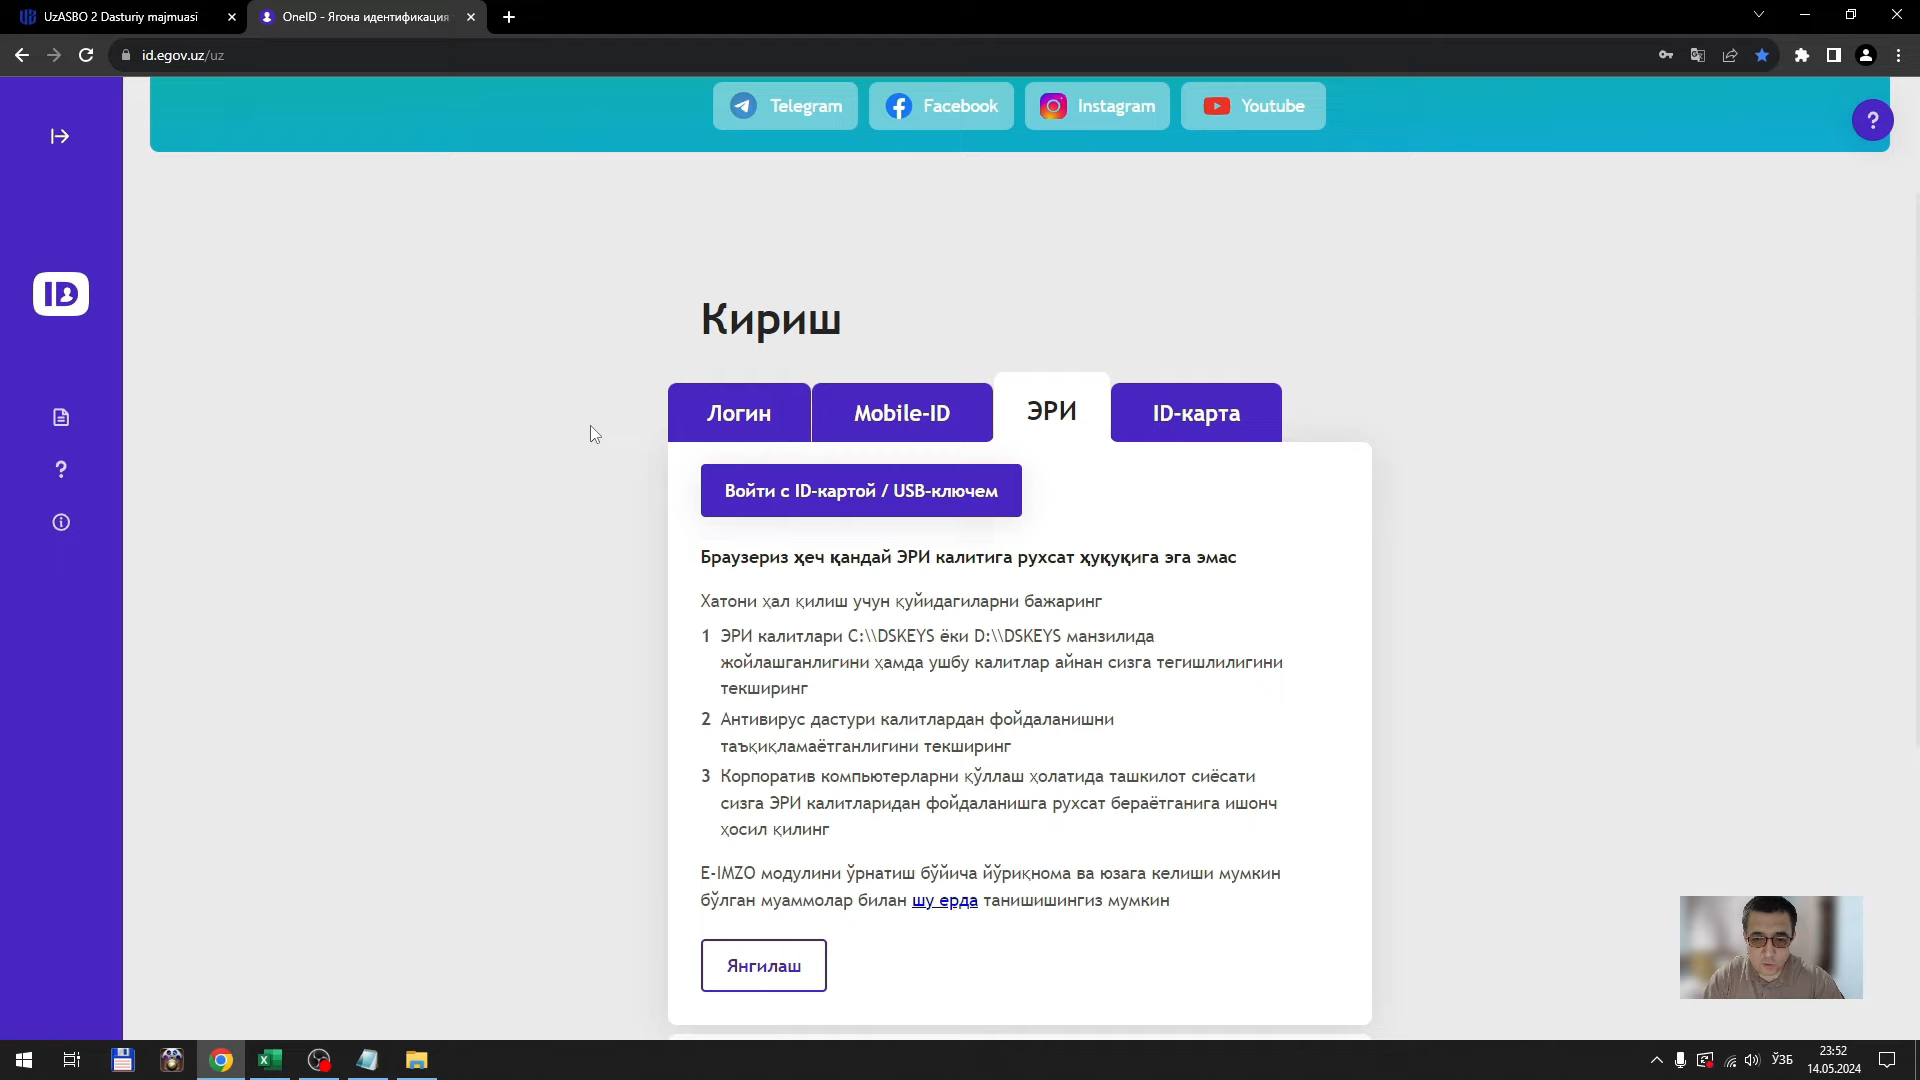 UzASBO 2 Dasturiy majmuasi
OneID - Ягона идентификация
id.egov.uz/uz
Telegram
Facebook
Instagram
Youtube
?
ID
Кириш
Логин
Mobile-ID
ЭРИ
ID-карта
Войти с ID-картой / USB-ключем
Браузериз ҳеч қандай ЭРИ калитига рухсат ҳуқуқига эга эмас
Хатони ҳал қилиш учун қуйидагиларни бажаринг
1 ЭРИ калитлари C:\\DSKEYS ёки D:\\DSKEYS манзилида
жойлашганлигини ҳамда ушбу калитлар айнан сизга тегишлилигини
текширинг
2 Антивирус дастури калитлардан фойдаланишни
таъқиқламаётганлигини текширинг
3 Корпоратив компьютерларни қўллаш ҳолатида ташкилот сиёсати
сизга ЭРИ калитларидан фойдаланишга рухсат бераётганига ишонч
ҳосил қилинг
E-IMZO модулини ўрнатиш бўйича йўриқнома ва юзага келиши мумкин
бўлган муаммолар билан шу ерда танишишингиз мумкин
Янгилаш
ЎЗБ
23:52
14.05.2024